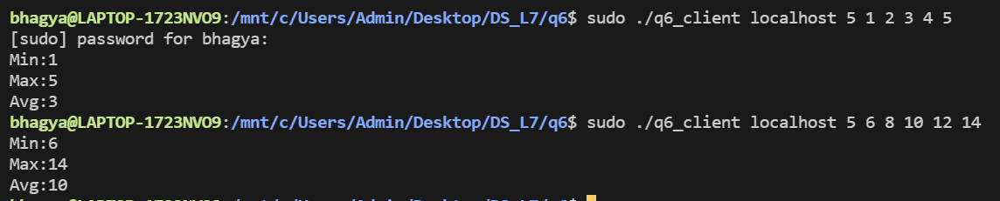 bhagya@LAPTOP-1723NVO9:/mnt/c/Users/Admin/Desktop/DS_L7/q6$ sudo ./q6_client localhost 5 1 2 3 4 5
[sudo] password for bhagya:
Min:1
Max:5
Avg:3
bhagya@LAPTOP-1723NVO9:/mnt/c/Users/Admin/Desktop/DS_L7/q6$ sudo ./q6_client localhost 5 6 8 10 12 14
Min:6
Max:14
Avg:10